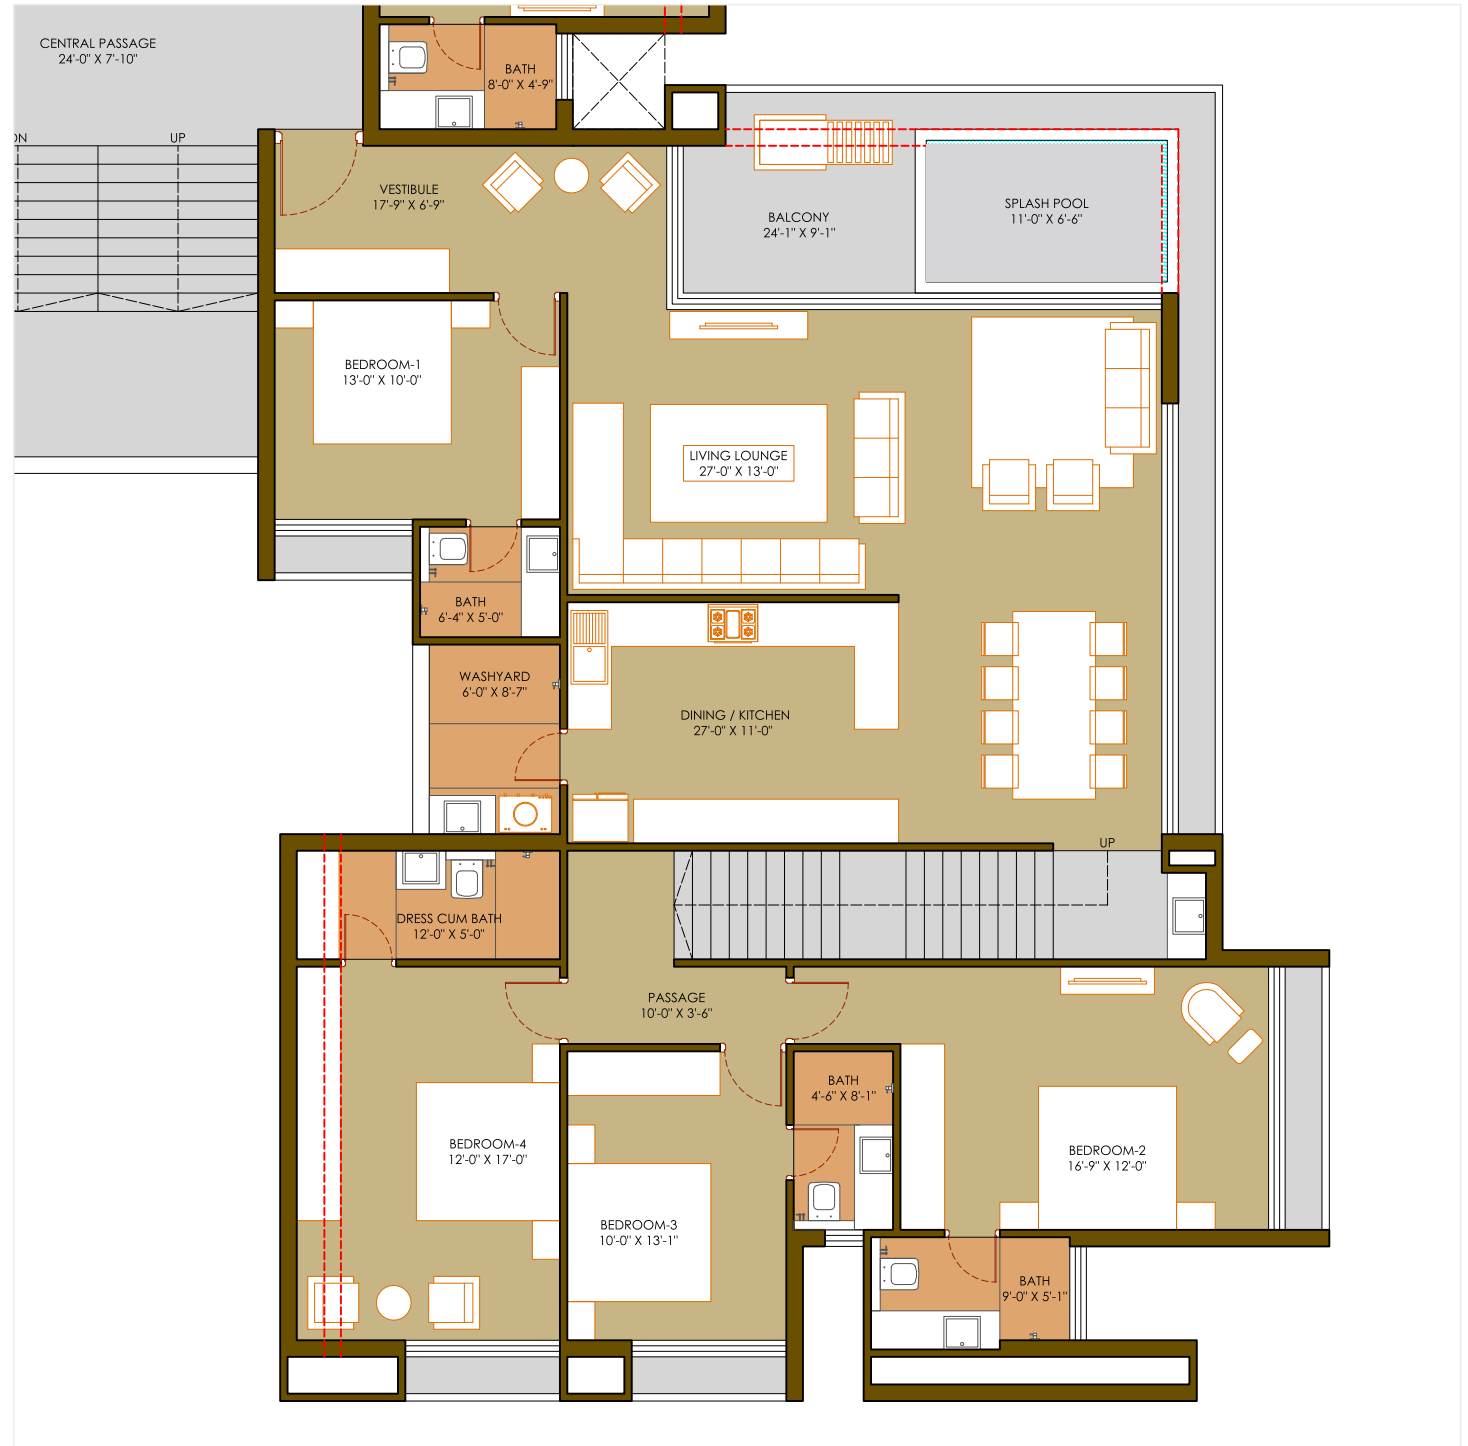 CENTRAL PASSAGE
24'-0" X 7'-10"
BATH
8'-0" X 4'-9"
UP
VESTIBULE
17'-9" X 6'-9"
BALCONY
24'-1" X 9'-1"
SPLASH POOL
11'-0" X 6'-6"
BEDROOM-1
13'-0" X 10'-0"
LIVING LOUNGE
27'-0" X 13'-0"
BATH
6'-4" X 5'-0"
WASHYARD
6'-0" X 8'-7"
DINING / KITCHEN
27'-0" X 11'-0"
UP
DRESS CUM BATH
12'-0" X 5'-0"
PASSAGE
10'-0" X 3'-6"
BATH
4'-6" X 8'-1"
BEDROOM-4
12'-0" X 17'-0"
BEDROOM-2
16'-9" X 12'-0"
BEDROOM-3
10'-0" X 13'-1"
BATH
9'-0" X 5'-1"